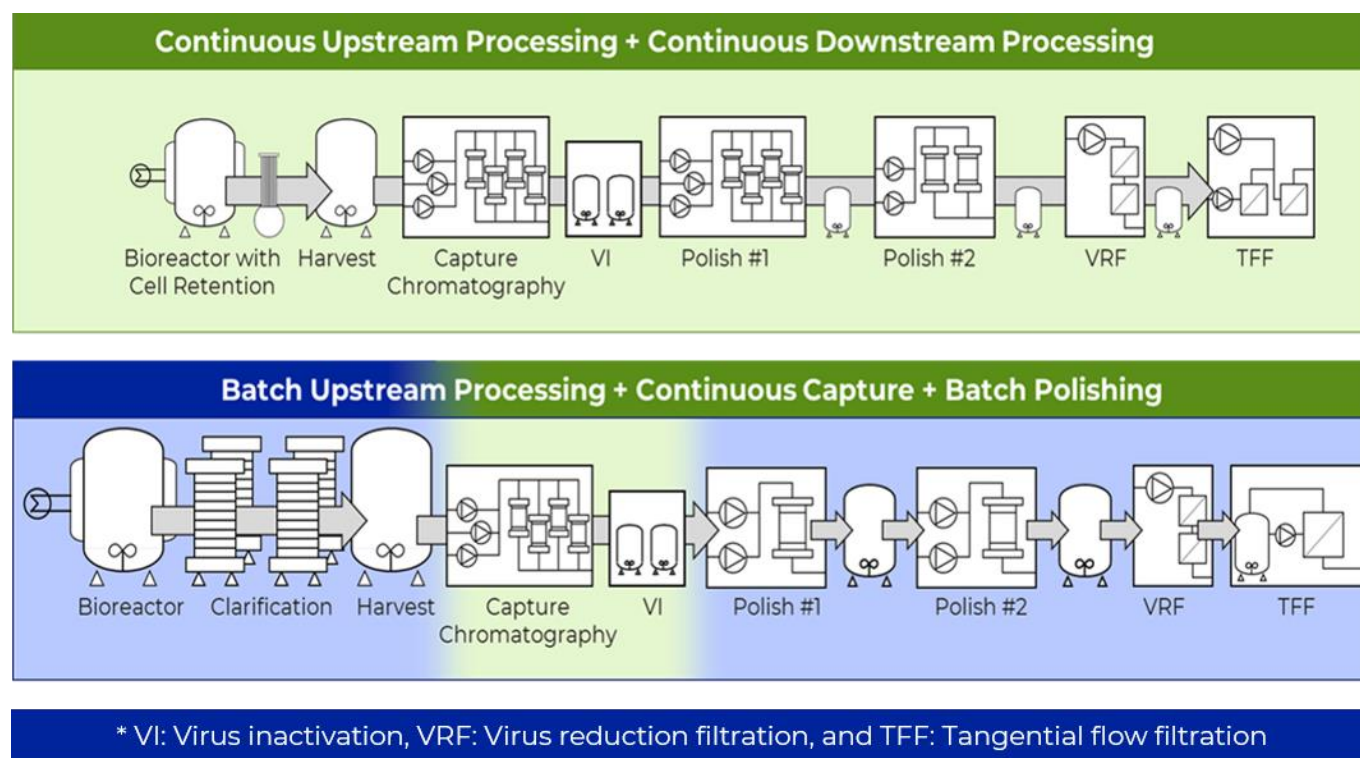 Continuous Upstream Processing + Continuous Downstream Processing
Bioreactor with
Cell Retention
Harvest
Capture
Chromatography
VI
Polish #1
Polish #2
VRF
TFF
Batch Upstream Processing + Continuous Capture + Batch Polishing
Bioreactor
Clarification
Harvest
Capture
Chromatography
VI
Polish #1
Polish #2
VRF
TFF
* VI: Virus inactivation, VRF: Virus reduction filtration, and TFF: Tangential flow filtration